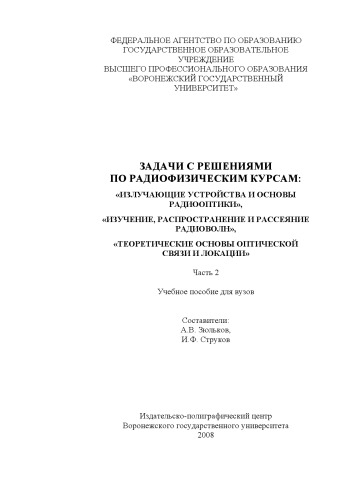 ФЕДЕРАЛЬНОЕ АГЕНТСТВО ПО ОБРАЗОВАНИЮ
ГОСУДАРСТВЕННОЕ ОБРАЗОВАТЕЛЬНОЕ
УЧРЕЖДЕНИЕ
ВЫСШЕГО ПРОФЕССИОНАЛЬНОГО ОБРАЗОВАНИЯ
«ВОРОНЕЖСКИЙ ГОСУДАРСТВЕННЫЙ
УНИВЕРСИТЕТ»
ЗАДАЧИ С РЕШЕНИЯМИ
ПО РАДИОФИЗИЧЕСКИМ КУРСАМ:
«ИЗЛУЧАЮЩИЕ УСТРОЙСТВА И ОСНОВЫ
РАДИООПТИКИ»,
«ИЗУЧЕНИЕ, РАСПРОСТРАНЕНИЕ И РАССЕЯНИЕ
РАДИОВОЛН»,
«ТЕОРЕТИЧЕСКИЕ ОСНОВЫ ОПТИЧЕСКОЙ
СВЯЗИ И ЛОКАЦИИ»
Часть 2
Учебное пособие для вузов
Составители:
А.В. Зюльков,
И.Ф. Струков
Издательско-полиграфический центр
Воронежского государственного университета
2008